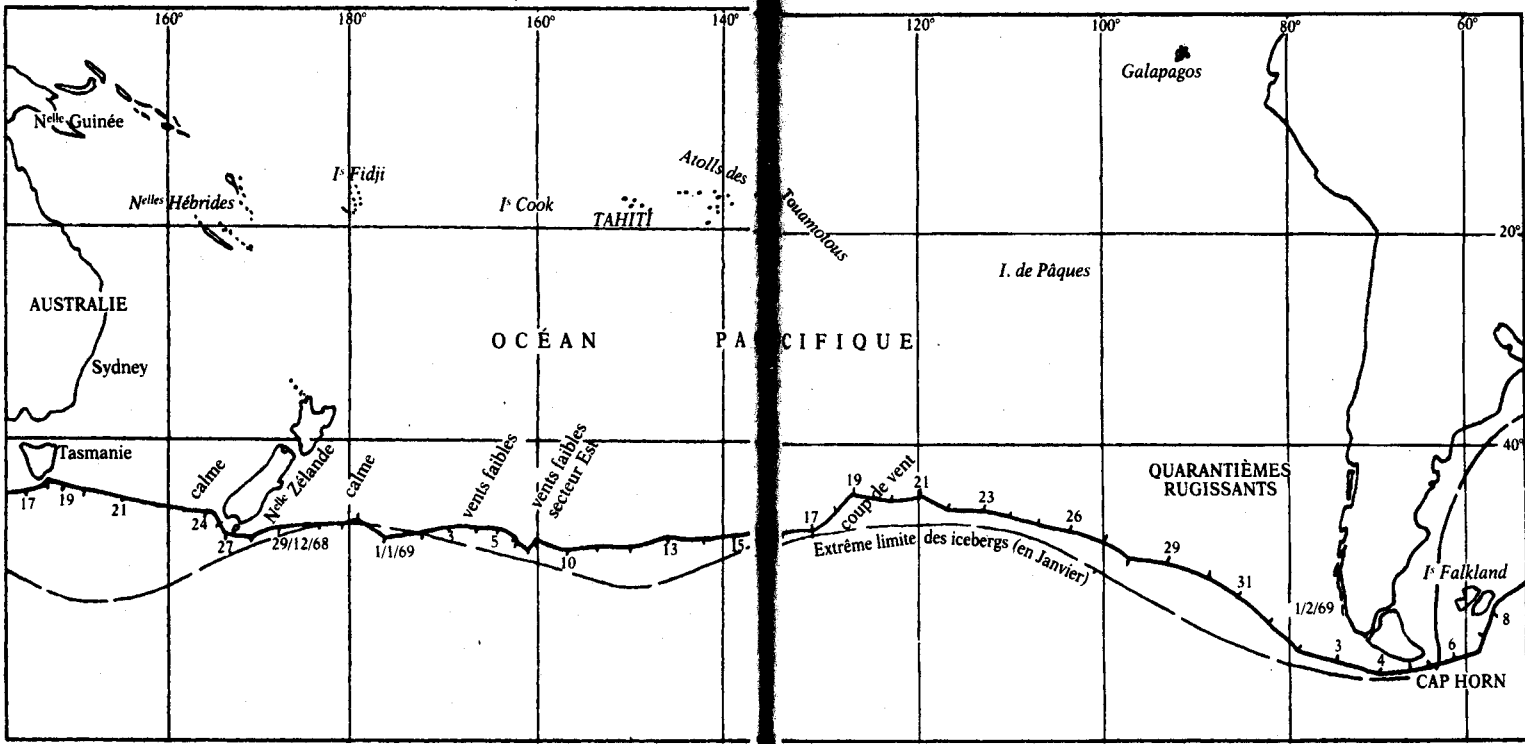 160°
180°
160°
140°
120°
100°
80°
60°
Galapagos
Nelle Guinée
Is Fidji
Atolls des
Touamotous
Nelles Hébrides
Is Cook
TAHITI
20°
I. de Pâques
AUSTRALIE
OCÉAN PACIFIQUE
Sydney
40°
Tasmanie
calme
Nelle Zélande
calme
vents faibles
vents faibles
secteur Est
coup de vent
QUARANTIÈMES
RUGISSANTS
17
19
21
24
27
29/12/68
1/1/69
3
5
10
13
15
17
19
21
23
26
29
31
1/2/69
3
4
6
8
Extrême limite des icebergs (en Janvier)
Is Falkland
CAP HORN